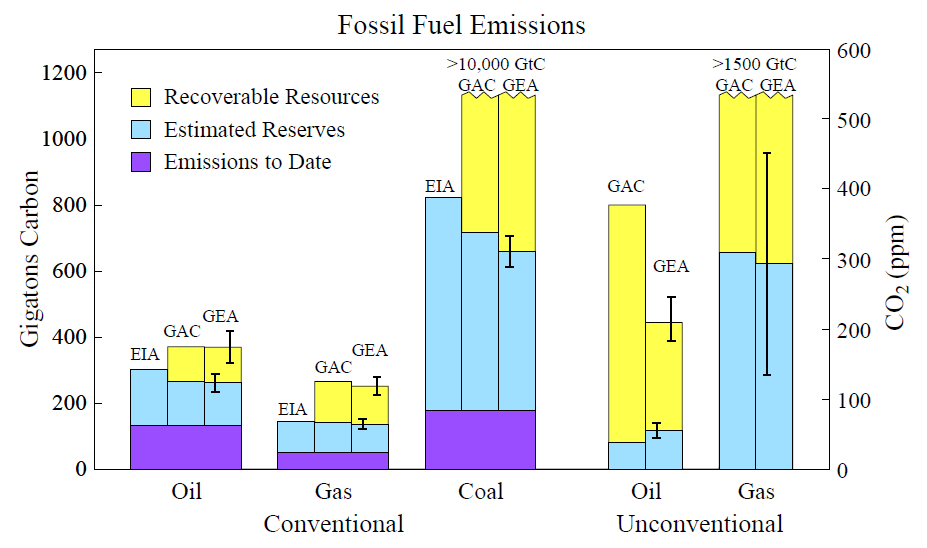 Fossil Fuel Emissions
Gigatons Carbon
1200
1000
800
600
400
200
0
Recoverable Resources
Estimated Reserves
Emissions to Date
EIA
GAC
GEA
EIA
GAC
GEA
EIA
>10,000 GtC
GAC GEA
GAC
GEA
>1500 GtC
GAC GEA
600
500
400
300
200
100
0
CO₂ (ppm)
Oil Gas Coal Oil Gas
Conventional Unconventional